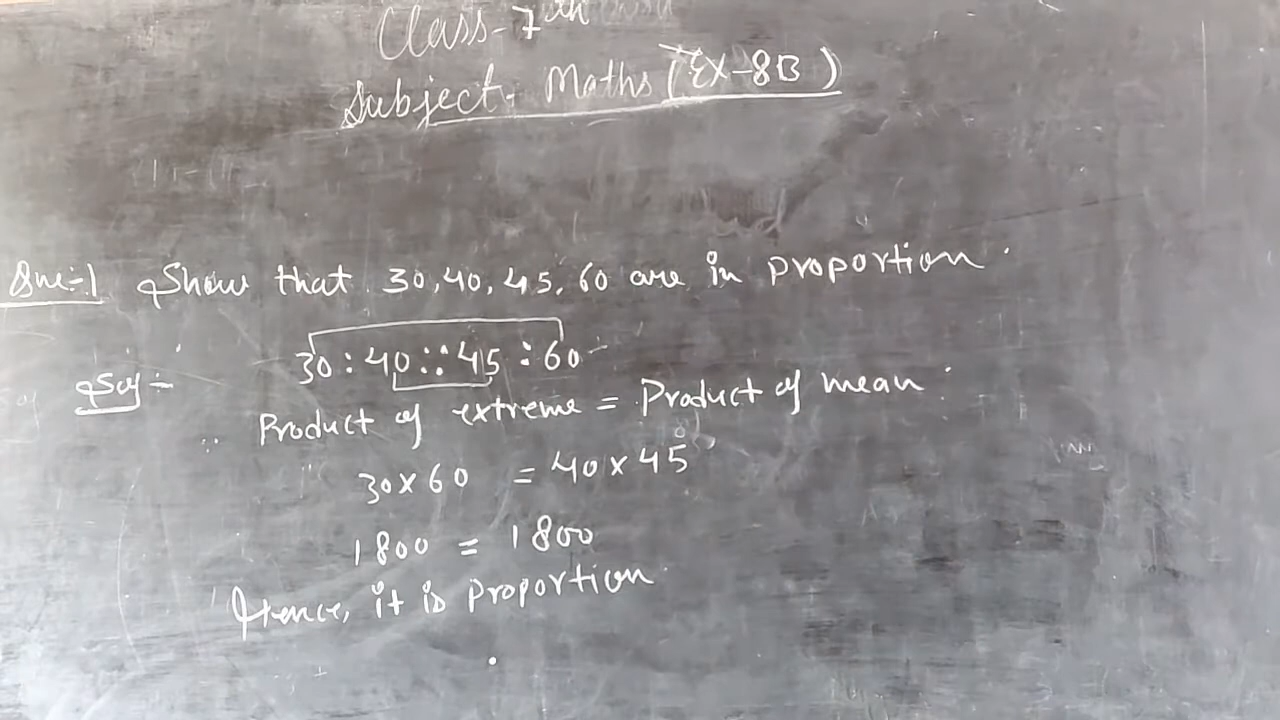 Class-7th
Subject- Maths (EX-8B)
Que:-1 Show that 30, 40, 45, 60 are in proportion.
Sol:- 30 : 40 :: 45 : 60
∵ Product of extreme = Product of mean.
30 × 60 = 40 × 45
1800 = 1800
Hence, it is proportion.